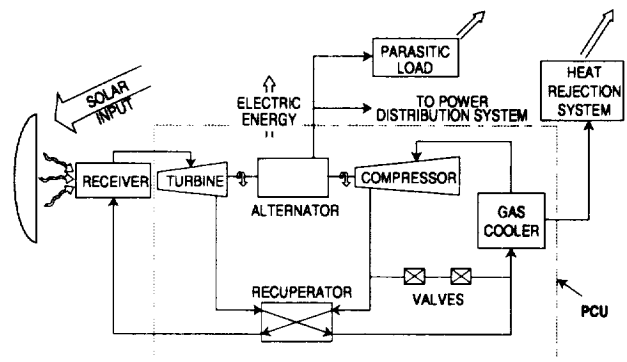 PARASITIC
LOAD
HEAT
REJECTION
SYSTEM
SOLAR
INPUT
ELECTRIC
ENERGY
TO POWER
DISTRIBUTION SYSTEM
RECEIVER
TURBINE
ALTERNATOR
COMPRESSOR
GAS
COOLER
RECUPERATOR
VALVES
PCU